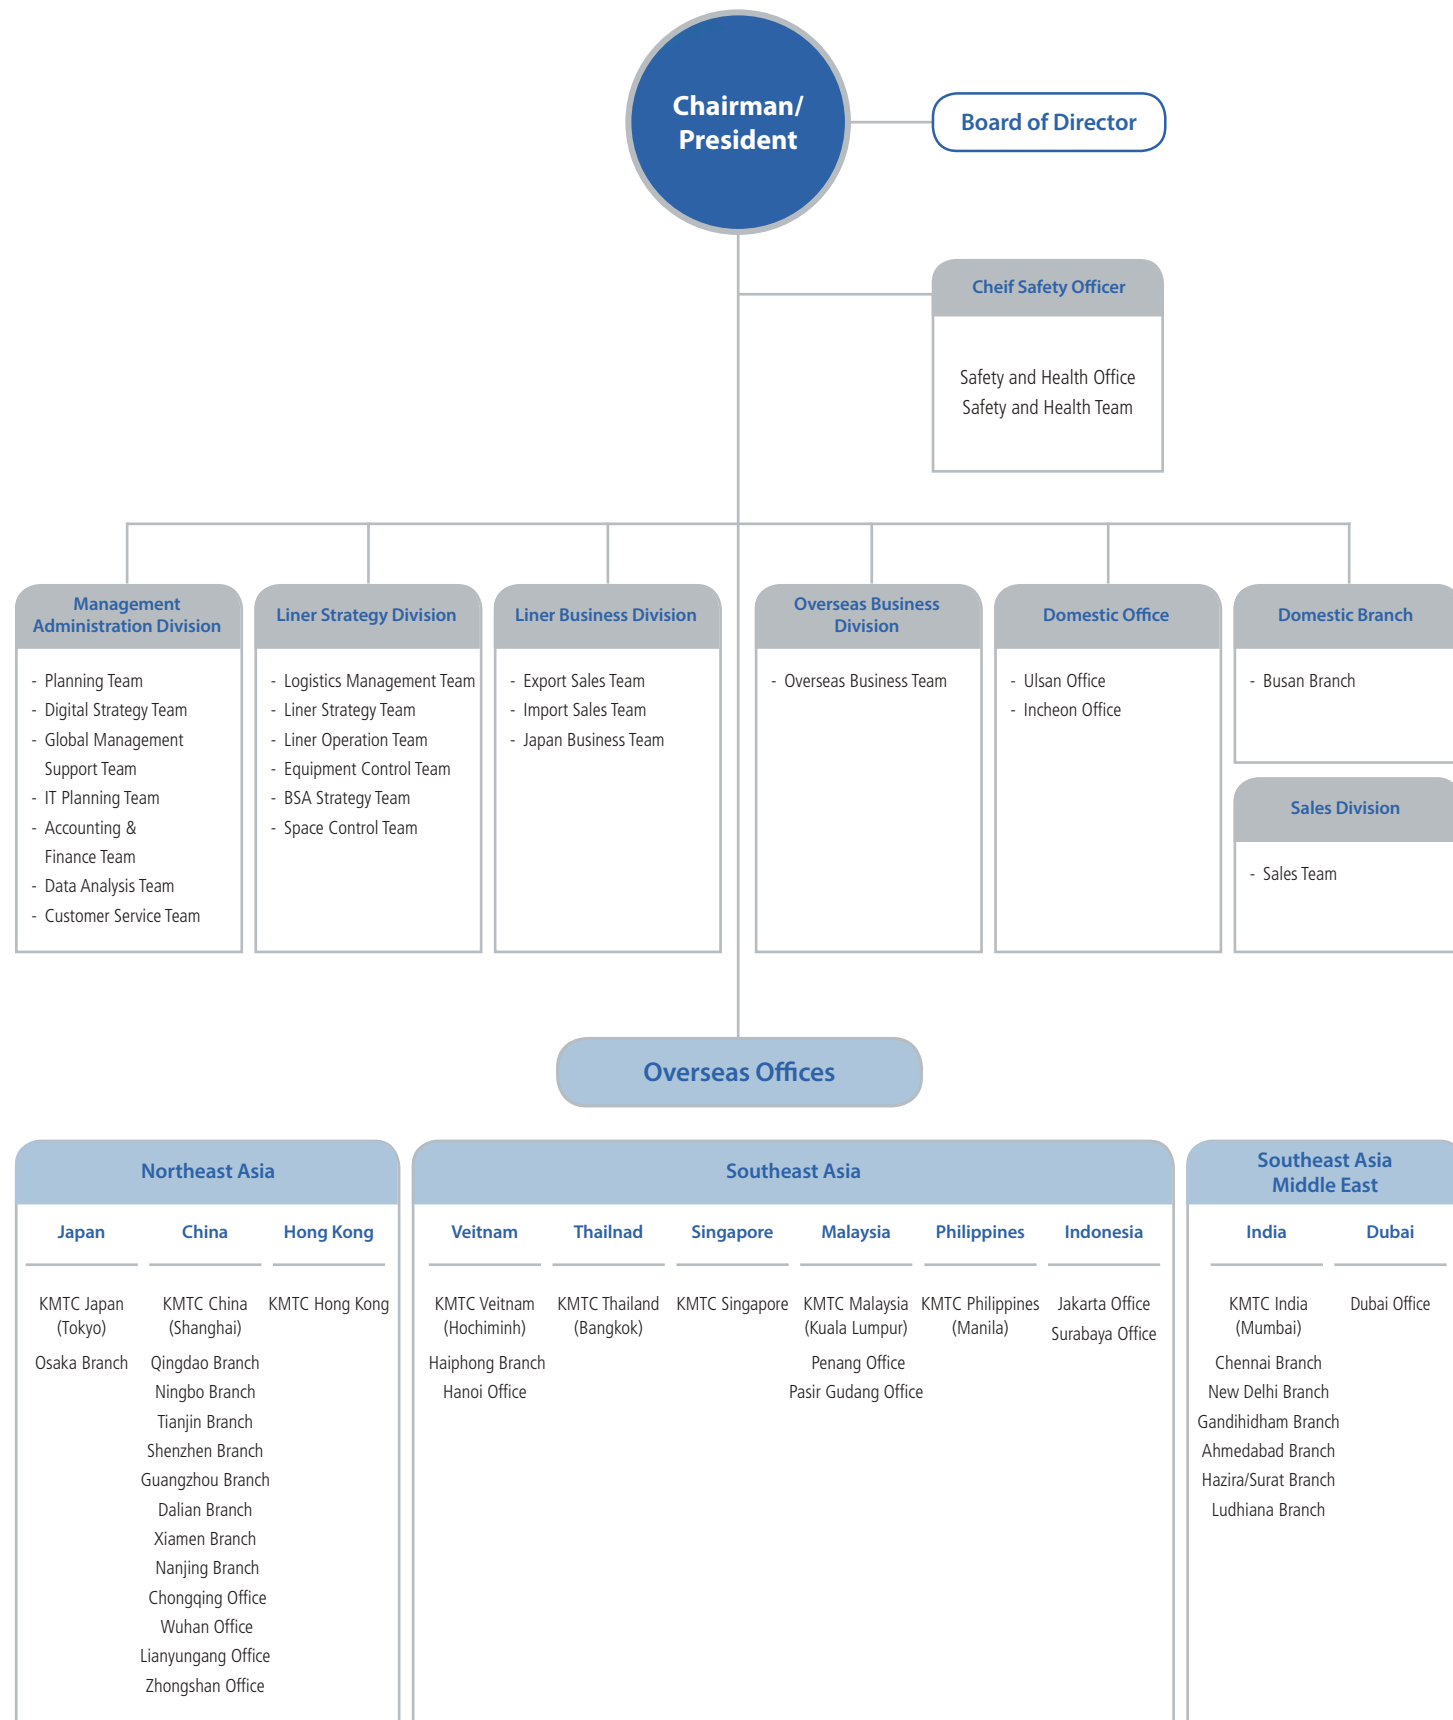 Chairman/
President
Board of Director
Cheif Safety Officer
Safety and Health Office
Safety and Health Team
Management
Administration Division
- Planning Team
- Digital Strategy Team
- Global Management
Support Team
- IT Planning Team
- Accounting &
Finance Team
- Data Analysis Team
- Customer Service Team
Liner Strategy Division
- Logistics Management Team
- Liner Strategy Team
- Liner Operation Team
- Equipment Control Team
- BSA Strategy Team
- Space Control Team
Liner Business Division
- Export Sales Team
- Import Sales Team
- Japan Business Team
Overseas Business
Division
- Overseas Business Team
Domestic Office
- Ulsan Office
- Incheon Office
Domestic Branch
- Busan Branch
Sales Division
- Sales Team
Overseas Offices
Northeast Asia
Japan
KMTC Japan
(Tokyo)
Osaka Branch
China
KMTC China
(Shanghai)
Qingdao Branch
Ningbo Branch
Tianjin Branch
Shenzhen Branch
Guangzhou Branch
Dalian Branch
Xiamen Branch
Nanjing Branch
Chongqing Office
Wuhan Office
Lianyungang Office
Zhongshan Office
Hong Kong
KMTC Hong Kong
Southeast Asia
Veitnam
KMTC Veitnam
(Hochiminh)
Haiphong Branch
Hanoi Office
Thailnad
KMTC Thailand
(Bangkok)
Singapore
KMTC Singapore
Malaysia
KMTC Malaysia
(Kuala Lumpur)
Penang Office
Pasir Gudang Office
Philippines
KMTC Philippines
(Manila)
Indonesia
Jakarta Office
Surabaya Office
Southeast Asia
Middle East
India
KMTC India
(Mumbai)
Chennai Branch
New Delhi Branch
Gandihidham Branch
Ahmedabad Branch
Hazira/Surat Branch
Ludhiana Branch
Dubai
Dubai Office